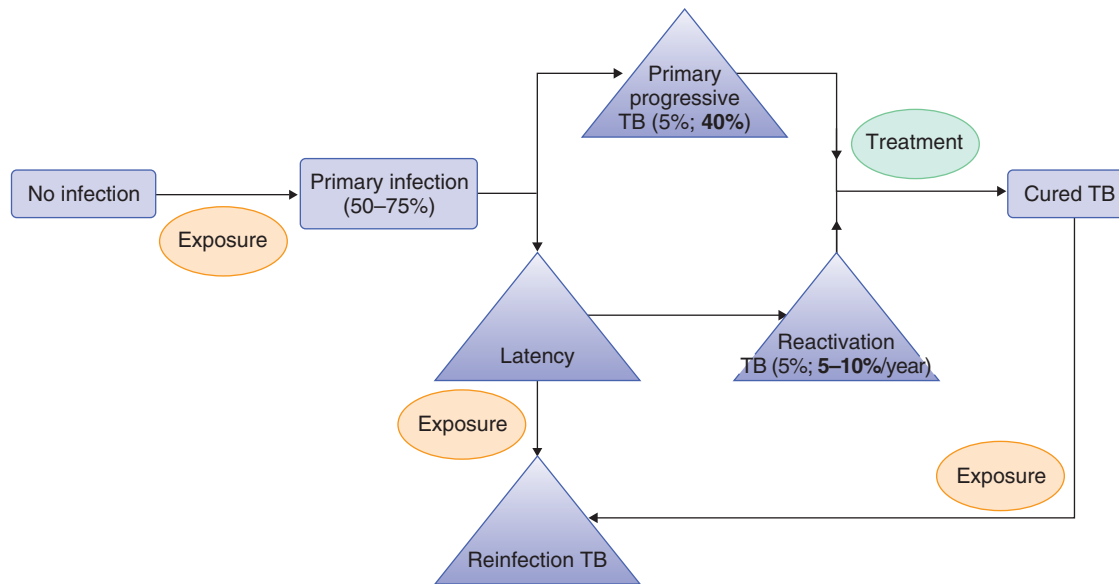 Primary
progressive
TB (5%; 40%)
Treatment
No infection
Primary infection
(50–75%)
Cured TB
Exposure
Latency
Reactivation
TB (5%; 5–10%/year)
Exposure
Exposure
Reinfection TB